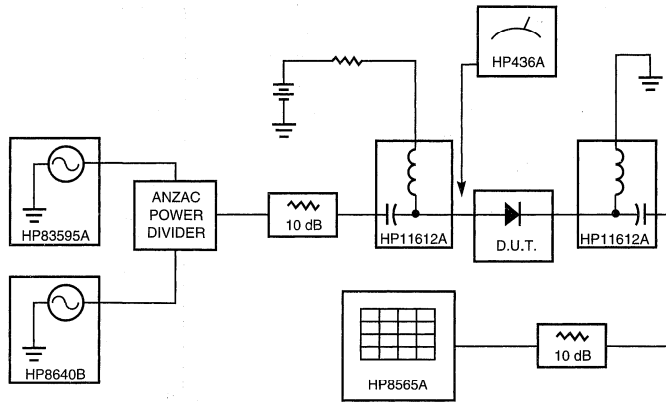 HP436A
HP83595A
ANZAC
POWER
DIVIDER
10 dB
HP11612A
D.U.T.
HP11612A
HP8640B
HP8565A
10 dB